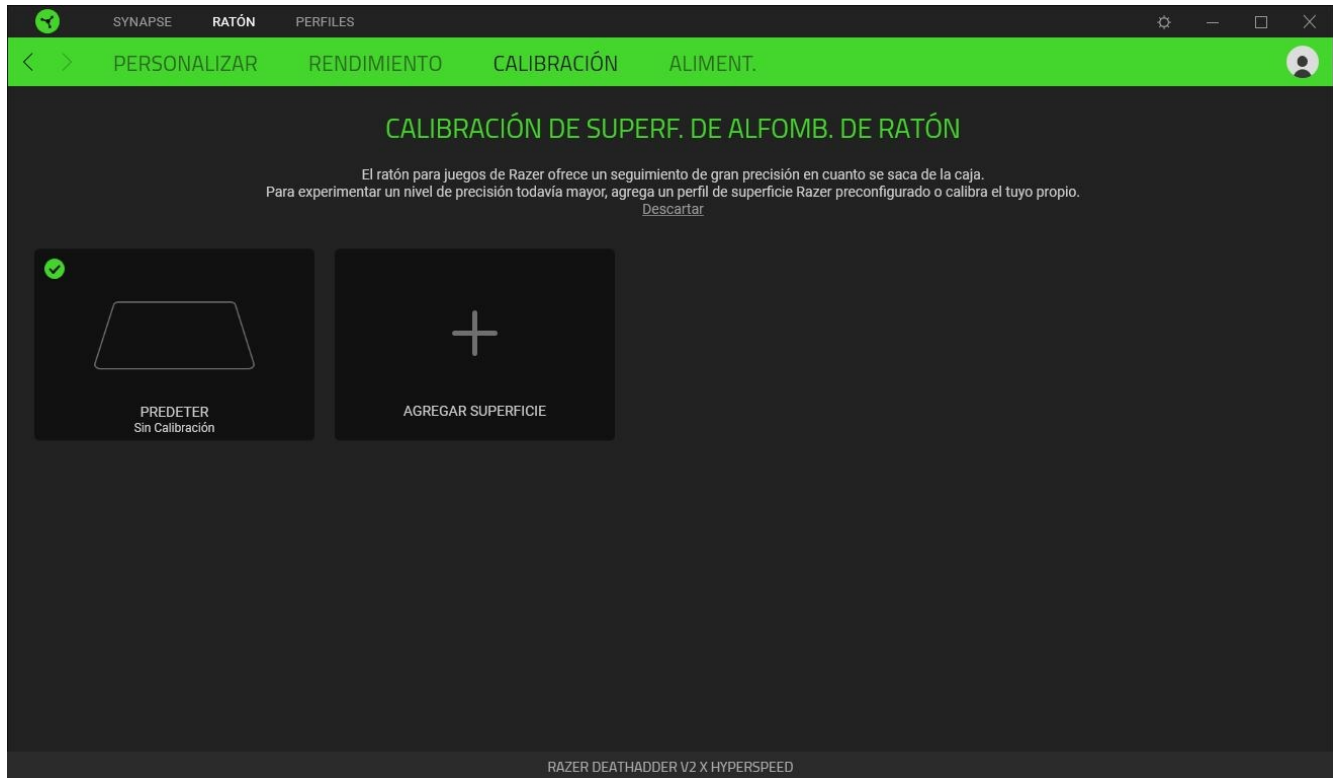 SYNAPSE RATÓN PERFILES
PERSONALIZAR RENDIMIENTO CALIBRACIÓN ALIMENT.
CALIBRACIÓN DE SUPERF. DE ALFOMB. DE RATÓN
El ratón para juegos de Razer ofrece un seguimiento de gran precisión en cuanto se saca de la caja.
Para experimentar un nivel de precisión todavía mayor, agrega un perfil de superficie Razer preconfigurado o calibra el tuyo propio.
Descartar
PREDETER
Sin Calibración
AGREGAR SUPERFICIE
RAZER DEATHADDER V2 X HYPERSPEED